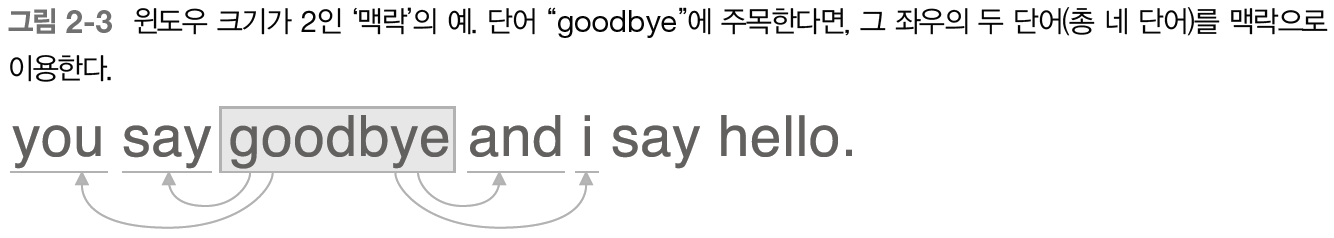 그림 2-3 윈도우 크기가 2인 ‘맥락’의 예. 단어 “goodbye”에 주목한다면, 그 좌우의 두 단어(총 네 단어)를 맥락으로
이용한다.
you say goodbye and i say hello.